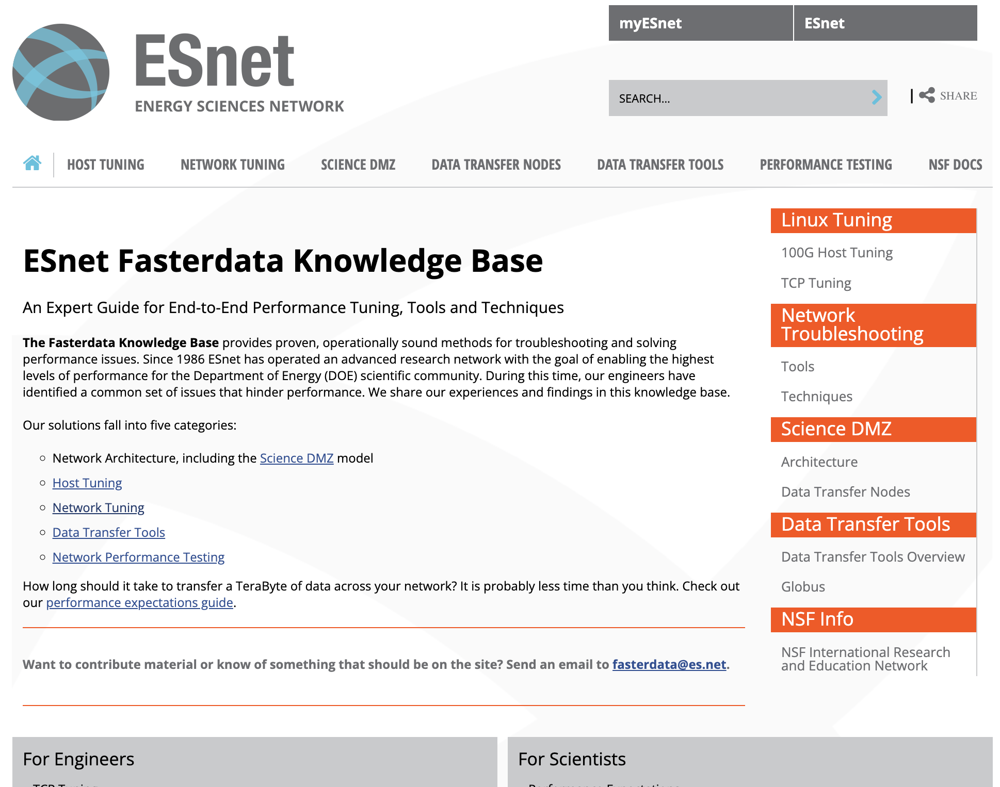 myESnet
ESnet
ESnet
ENERGY SCIENCES NETWORK
SEARCH...
SHARE
HOST TUNING
NETWORK TUNING
SCIENCE DMZ
DATA TRANSFER NODES
DATA TRANSFER TOOLS
PERFORMANCE TESTING
NSF DOCS
ESnet Fasterdata Knowledge Base
An Expert Guide for End-to-End Performance Tuning, Tools and Techniques
The Fasterdata Knowledge Base provides proven, operationally sound methods for troubleshooting and solving
performance issues. Since 1986 ESnet has operated an advanced research network with the goal of enabling the highest
levels of performance for the Department of Energy (DOE) scientific community. During this time, our engineers have
identified a common set of issues that hinder performance. We share our experiences and findings in this knowledge base.
Our solutions fall into five categories:
Network Architecture, including the Science DMZ model
Host Tuning
Network Tuning
Data Transfer Tools
Network Performance Testing
How long should it take to transfer a TeraByte of data across your network? It is probably less time than you think. Check out
our performance expectations guide.
Want to contribute material or know of something that should be on the site? Send an email to fasterdata@es.net.
Linux Tuning
100G Host Tuning
TCP Tuning
Network
Troubleshooting
Tools
Techniques
Science DMZ
Architecture
Data Transfer Nodes
Data Transfer Tools
Data Transfer Tools Overview
Globus
NSF Info
NSF International Research
and Education Network
For Engineers
TCP Tuning
For Scientists
Performance Expectations